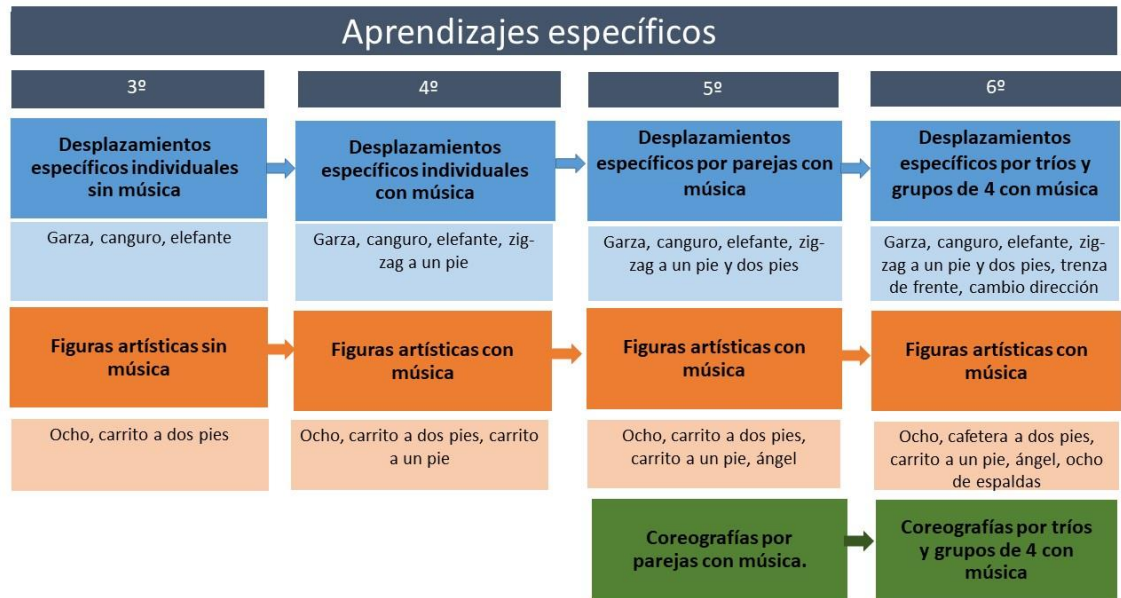 Aprendizajes específicos
3º
4º
5º
6º
Desplazamientos
específicos individuales
sin música
Desplazamientos
específicos individuales
con música
Desplazamientos
específicos por parejas con
música
Desplazamientos
específicos por tríos y
grupos de 4 con música
Garza, canguro, elefante
Garza, canguro, elefante, zig-
zag a un pie
Garza, canguro, elefante, zig-
zag a un pie y dos pies
Garza, canguro, elefante, zig-
zag a un pie y dos pies, trenza
de frente, cambio dirección
Figuras artísticas sin
música
Figuras artísticas con
música
Figuras artísticas con
música
Figuras artísticas con
música
Ocho, carrito a dos pies
Ocho, carrito a dos pies, carrito
a un pie
Ocho, carrito a dos pies,
carrito a un pie, ángel
Ocho, cafetera a dos pies,
carrito a un pie, ángel, ocho
de espaldas
Coreografías por
parejas con música.
Coreografías por tríos
y grupos de 4 con
música